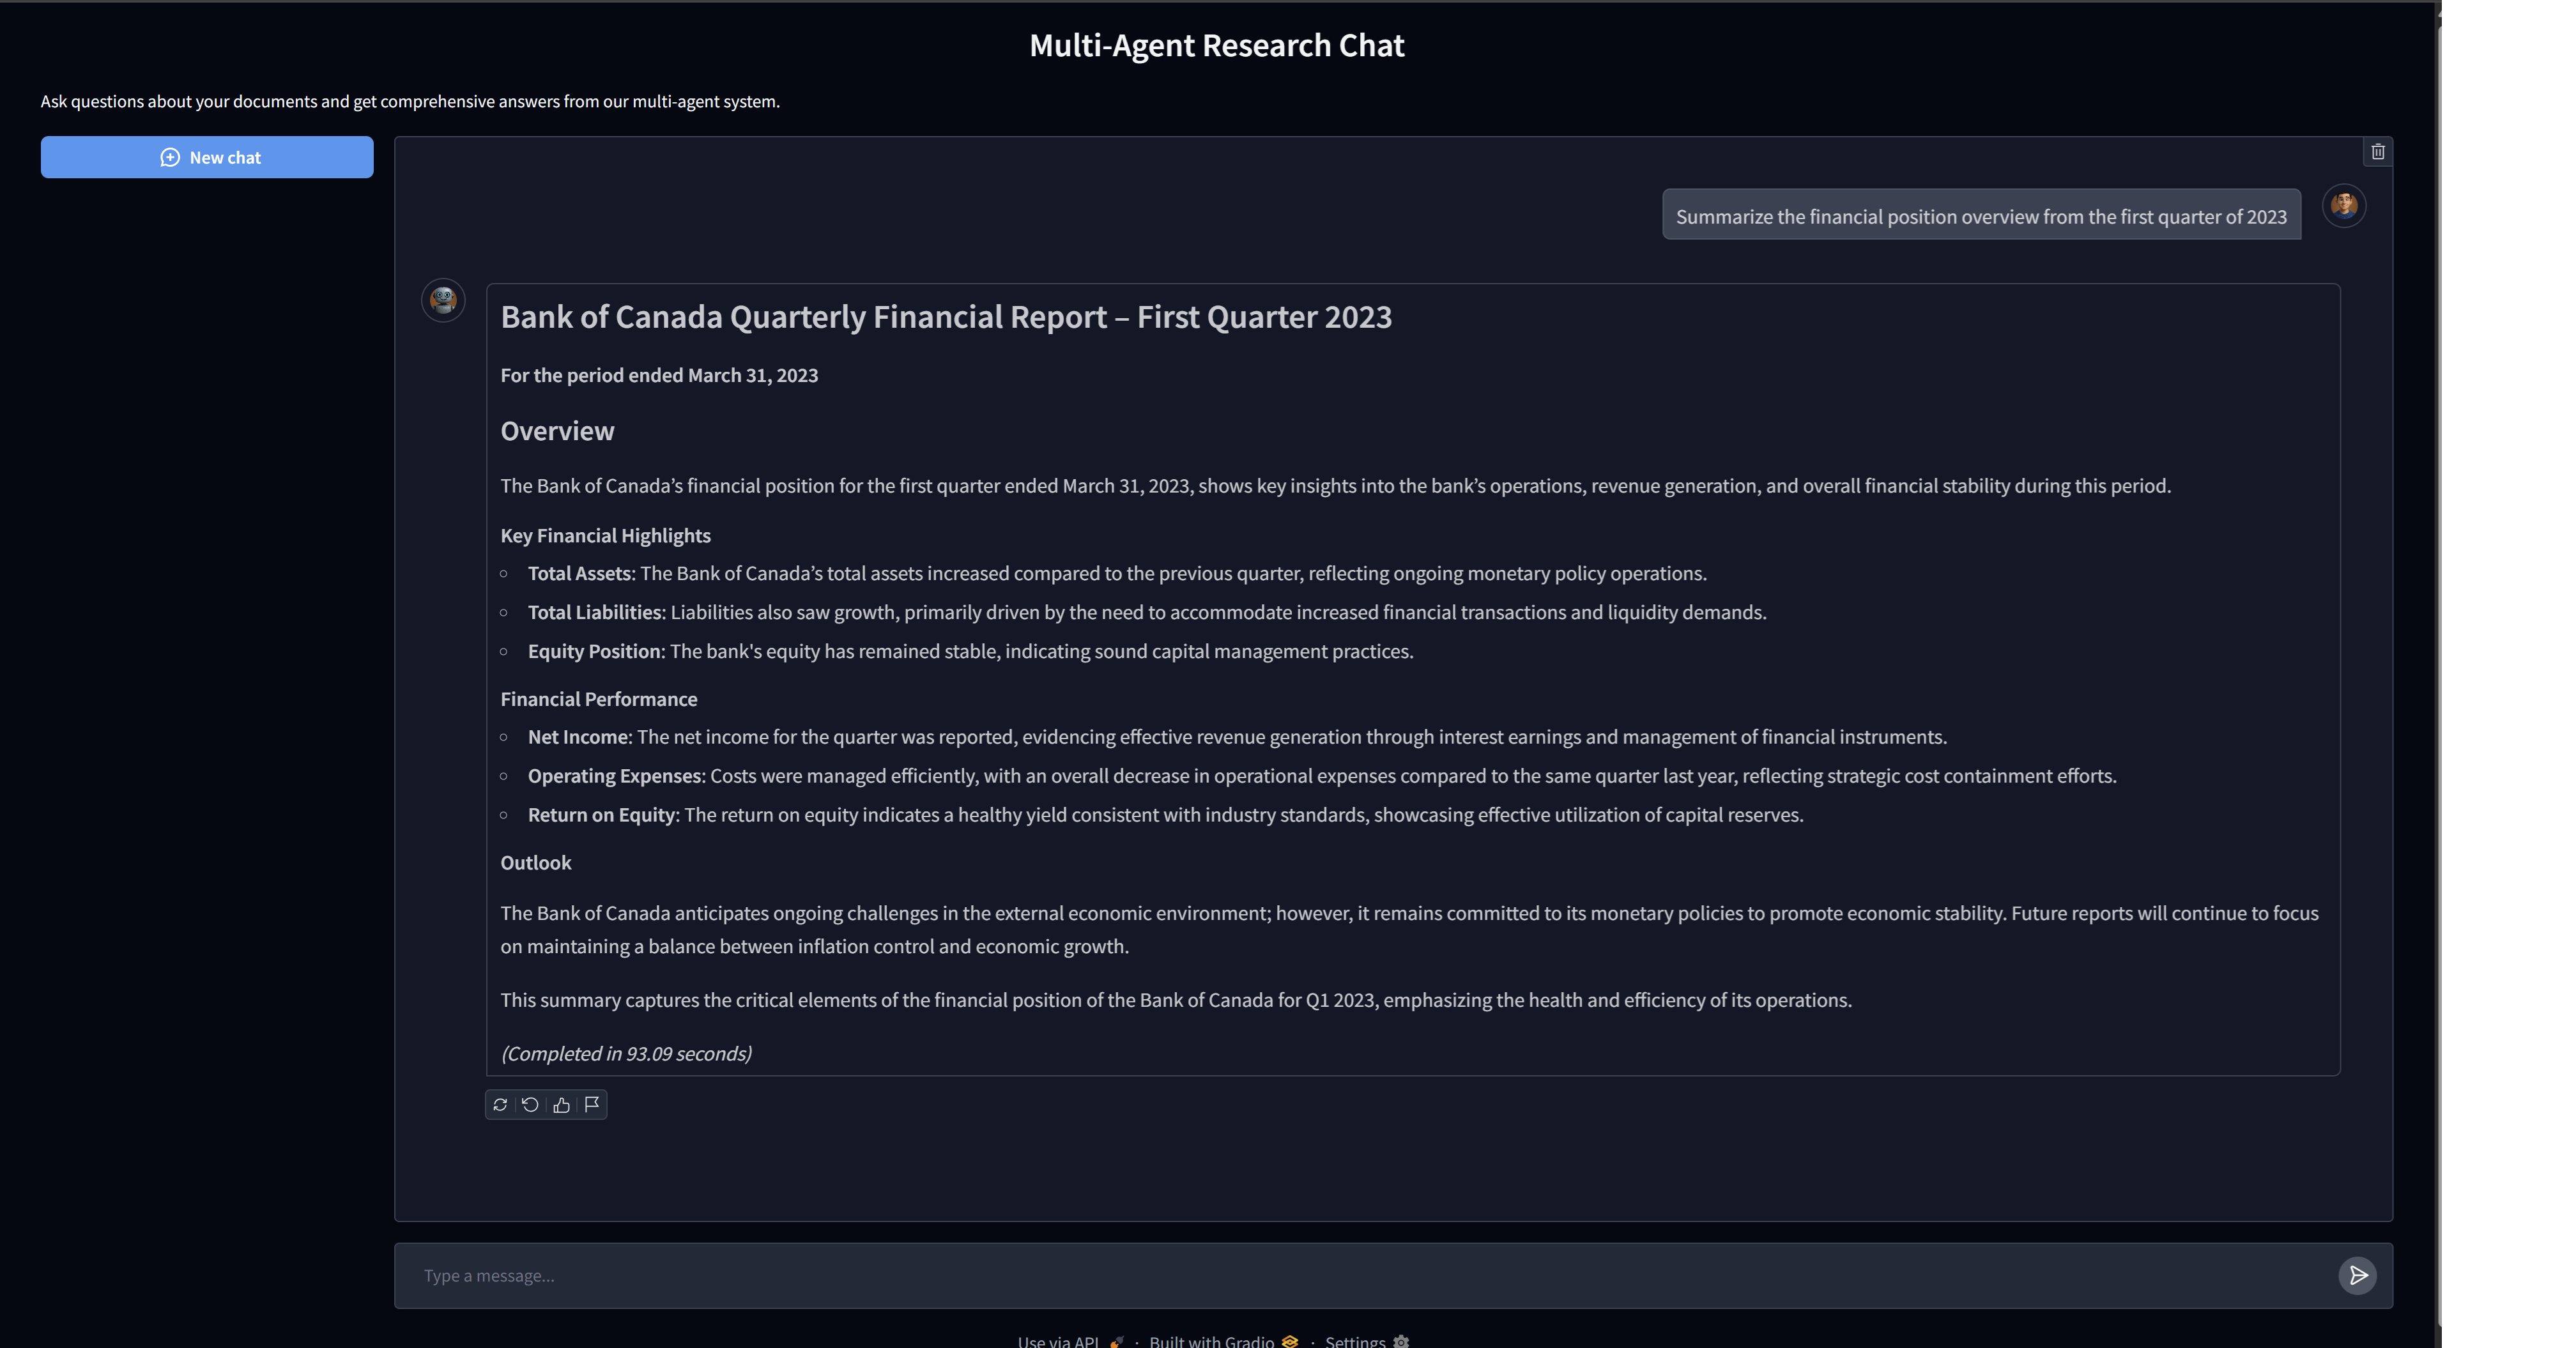 Multi-Agent Research Chat
Ask questions about your documents and get comprehensive answers from our multi-agent system.
New chat
Summarize the financial position overview from the first quarter of 2023
Bank of Canada Quarterly Financial Report – First Quarter 2023
For the period ended March 31, 2023
Overview
The Bank of Canada’s financial position for the first quarter ended March 31, 2023, shows key insights into the bank’s operations, revenue generation, and overall financial stability during this period.
Key Financial Highlights
Total Assets: The Bank of Canada’s total assets increased compared to the previous quarter, reflecting ongoing monetary policy operations.
Total Liabilities: Liabilities also saw growth, primarily driven by the need to accommodate increased financial transactions and liquidity demands.
Equity Position: The bank's equity has remained stable, indicating sound capital management practices.
Financial Performance
Net Income: The net income for the quarter was reported, evidencing effective revenue generation through interest earnings and management of financial instruments.
Operating Expenses: Costs were managed efficiently, with an overall decrease in operational expenses compared to the same quarter last year, reflecting strategic cost containment efforts.
Return on Equity: The return on equity indicates a healthy yield consistent with industry standards, showcasing effective utilization of capital reserves.
Outlook
The Bank of Canada anticipates ongoing challenges in the external economic environment; however, it remains committed to its monetary policies to promote economic stability. Future reports will continue to focus
on maintaining a balance between inflation control and economic growth.
This summary captures the critical elements of the financial position of the Bank of Canada for Q1 2023, emphasizing the health and efficiency of its operations.
(Completed in 93.09 seconds)
Type a message...
Use via API · Built with Gradio · Settings